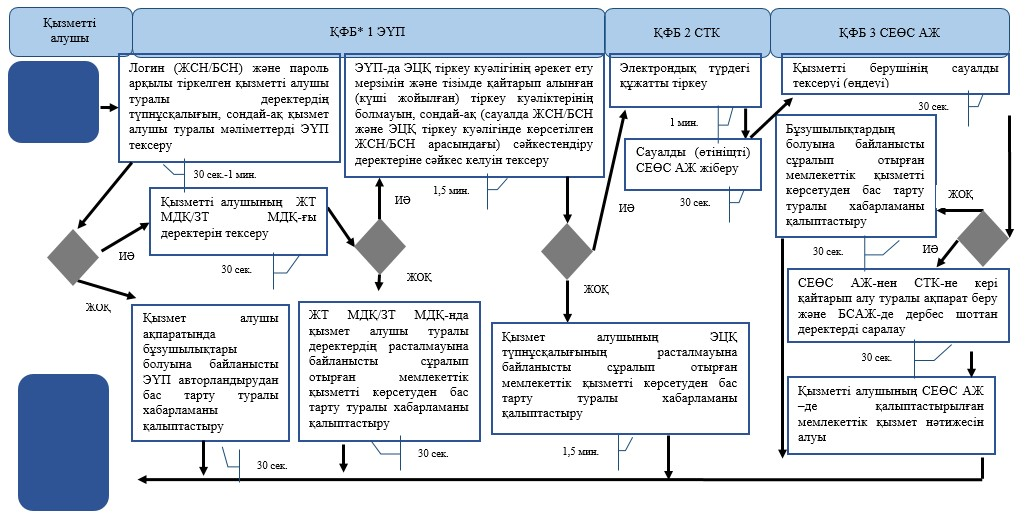 Қызметті
алушы
ҚФБ* 1 ЭҮП
ҚФБ 2 СТК
ҚФБ 3 СЕӨС АЖ
Логин (ЖСН/БСН) және пароль
арқылы тіркелген қызметті алушы
туралы деректердің
түпнұсқалығын, сондай-ақ қызмет
алушы туралы мәліметтерді ЭҮП
тексеру
30 сек.-1 мин.
ЭҮП-да ЭЦҚ тіркеу куәлігінің әрекет ету
мерзімін және тізімде қайтарып алынған
(күші жойылған) тіркеу куәліктерінің
болмауын, сондай-ақ (сауалда ЖСН/БСН
және ЭЦҚ тіркеу куәлігінде көрсетілген
ЖСН/БСН арасындағы) сәйкестендіру
деректеріне сәйкес келуін тексеру
1,5 мин.
Электрондық түрдегі
құжатты тіркеу
1 мин.
Сауалды (өтінішті)
СЕӨС АЖ жіберу
30 сек.
Қызметті берушінің сауалды
тексеруі (өңдеуі)
30 сек.
Бұзушылықтардың
болуына байланысты
сұралып отырған
мемлекеттік қызметті
көрсетуден бас тарту
туралы хабарламаны
қалыптастыру
30 сек.
ЖОҚ
ИӘ
Қызметті алушының ЖТ
МДҚ/ЗТ МДҚ-ғы
деректерін тексеру
30 сек.
ИӘ
ЖОҚ
ИӘ
ЖОҚ
ИӘ
ЖОҚ
СЕӨС АЖ-нен СТК-не кері
қайтарып алу туралы ақпарат беру
және БСАЖ-де дербес шоттан
деректерді саралау
30 сек.
Қызмет алушы
ақпаратында
бұзушылықтары
болуына байланысты
ЭҮП авторландырудан
бас тарту туралы
хабарламаны
қалыптастыру
30 сек.
ЖТ МДҚ/ЗТ МДҚ-нда
қызмет алушы туралы
деректердің расталмауына
байланысты сұралып
отырған мемлекеттік
қызметті көрсетуден бас
тарту туралы хабарламаны
қалыптастыру
30 сек.
Қызмет алушының ЭЦҚ
түпнұсқалығының расталмауына
байланысты сұралып отырған
мемлекеттік қызметті көрсетуден бас
тарту туралы хабарламаны
қалыптастыру
1,5 мин.
Қызметті алушының СЕӨС АЖ
–де қалыптастырылған
мемлекеттік қызмет нәтижесін
алуы